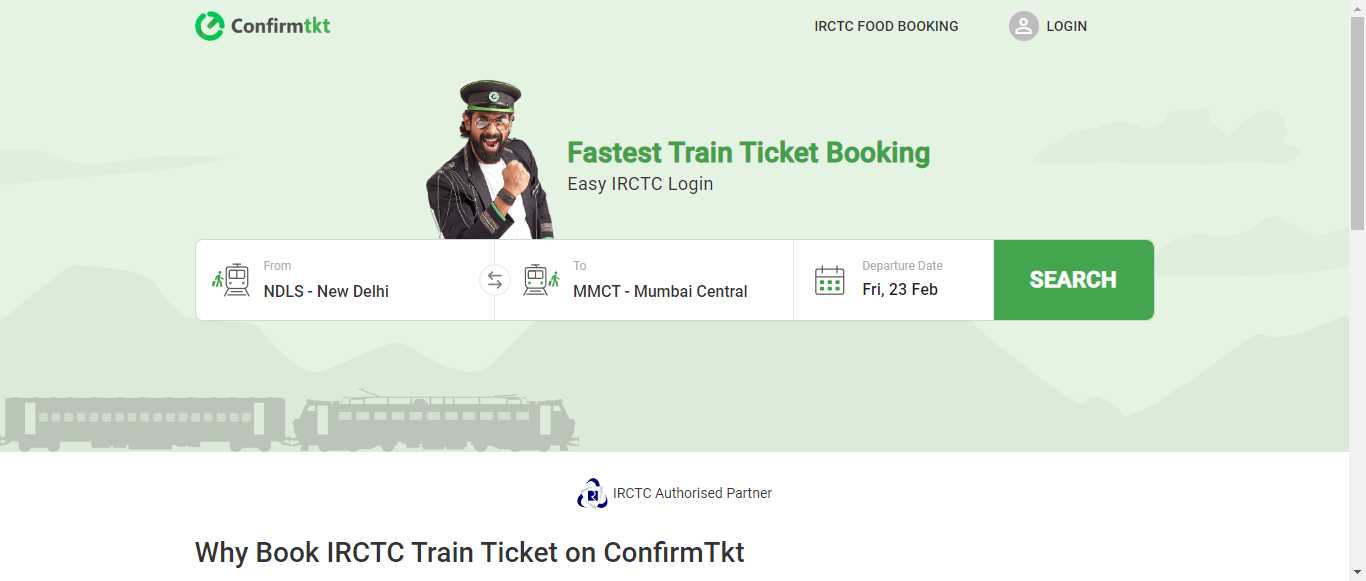 Confirmtkt
IRCTC FOOD BOOKING
LOGIN
Fastest Train Ticket Booking
Easy IRCTC Login
From
NDLS - New Delhi
To
MMCT - Mumbai Central
Departure Date
Fri, 23 Feb
SEARCH
IRCTC Authorised Partner
Why Book IRCTC Train Ticket on ConfirmTkt